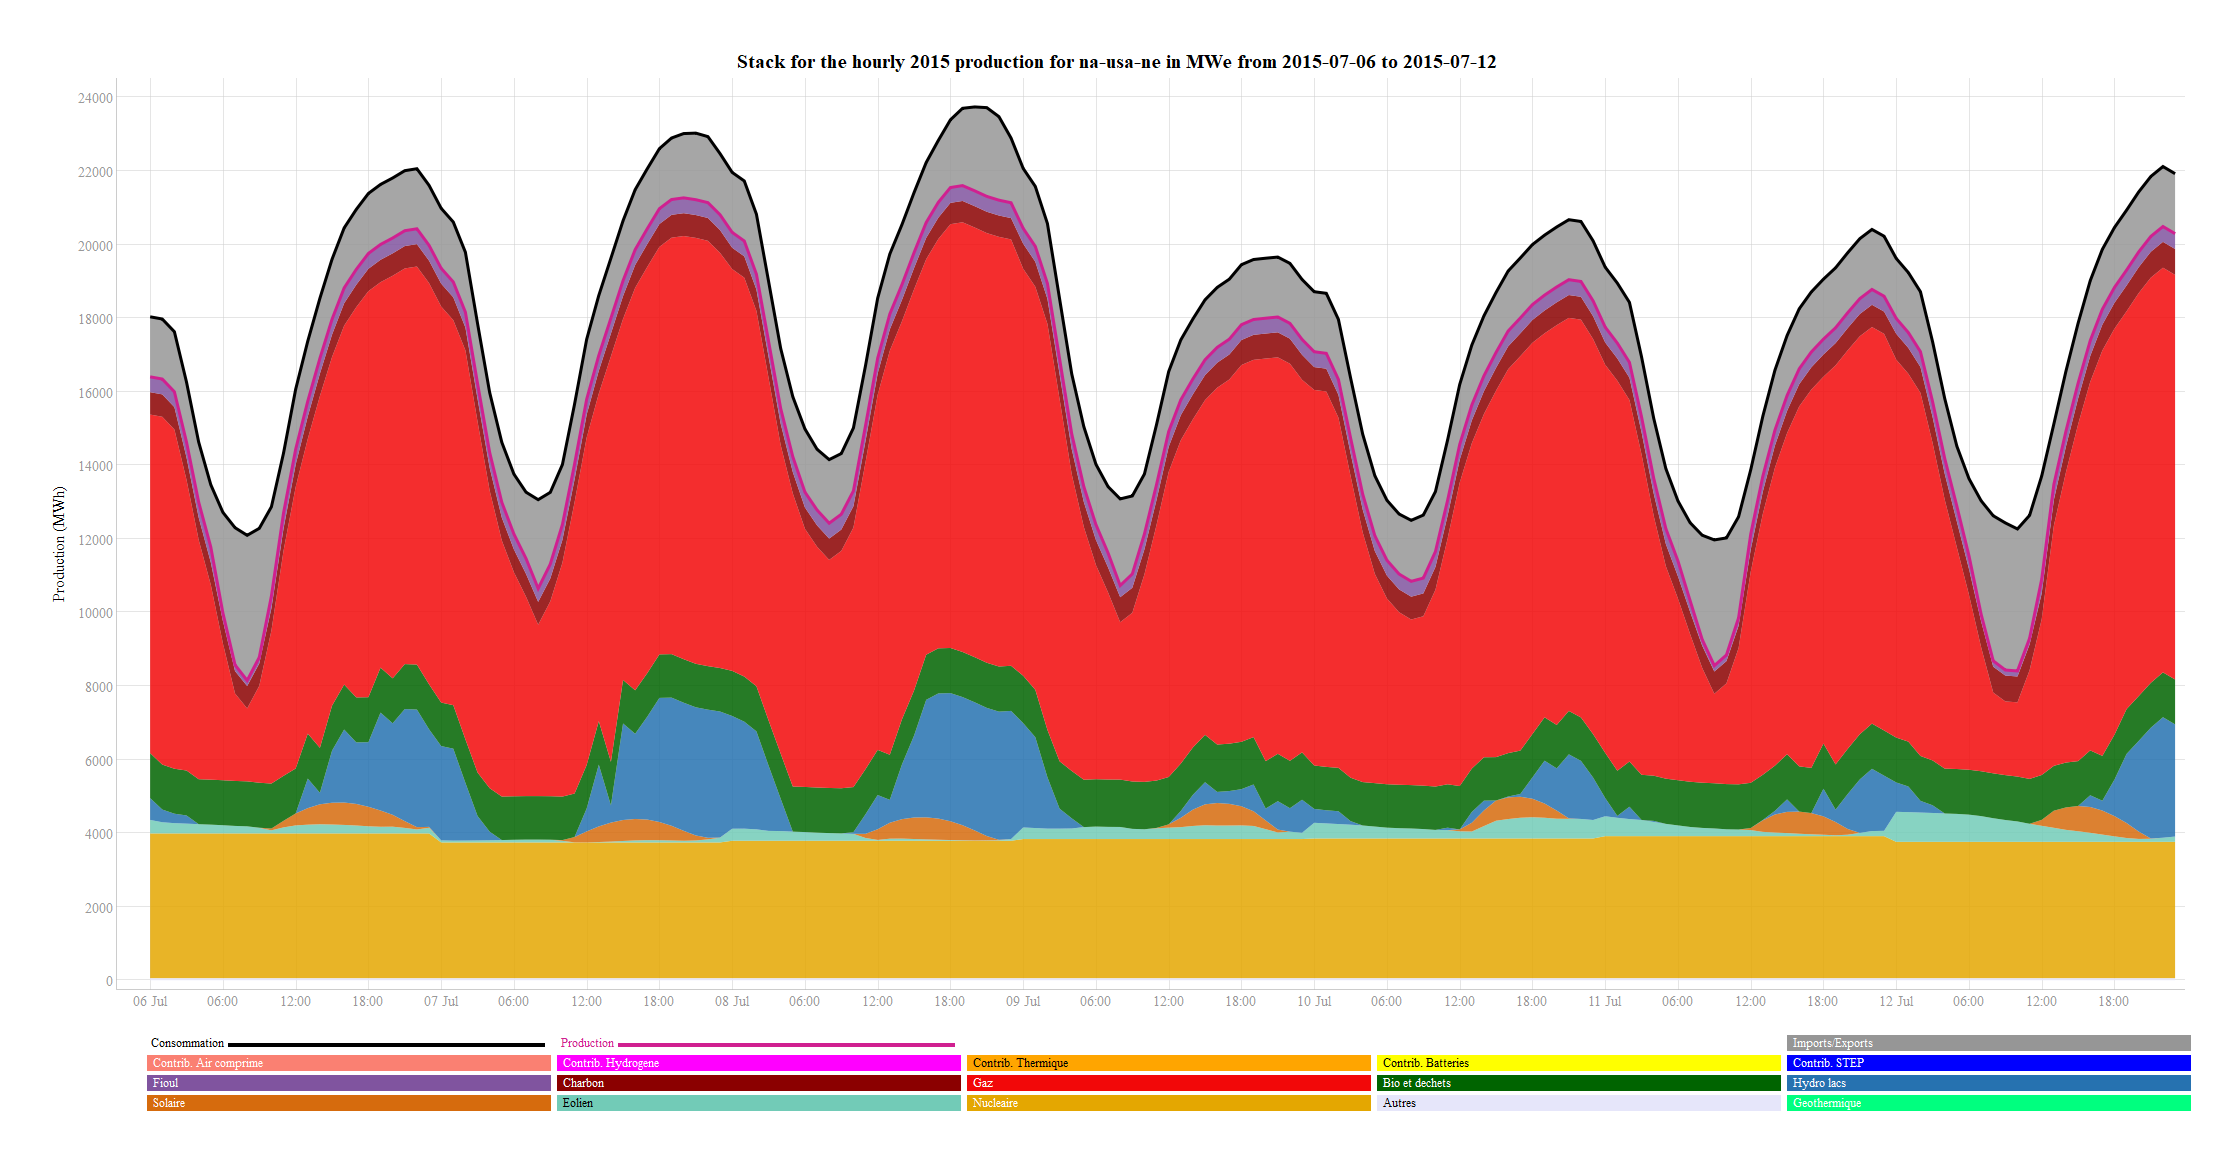 Stack for the hourly 2015 production for na-usa-ne in MWe from 2015-07-06 to 2015-07-12
24000
22000
20000
18000
16000
14000
12000
10000
8000
6000
4000
2000
0
Production (MWh)
06 Jul 06:00 12:00 18:00 07 Jul 06:00 12:00 18:00 08 Jul 06:00 12:00 18:00 09 Jul 06:00 12:00 18:00 10 Jul 06:00 12:00 18:00 11 Jul 06:00 12:00 18:00 12 Jul 06:00 12:00 18:00
Consommation Production Imports/Exports
Contrib. Air comprime Contrib. Hydrogene Contrib. Thermique Contrib. Batteries Contrib. STEP
Fioul Charbon Gaz Bio et dechets Hydro lacs
Solaire Eolien Nucleaire Autres Geothermique